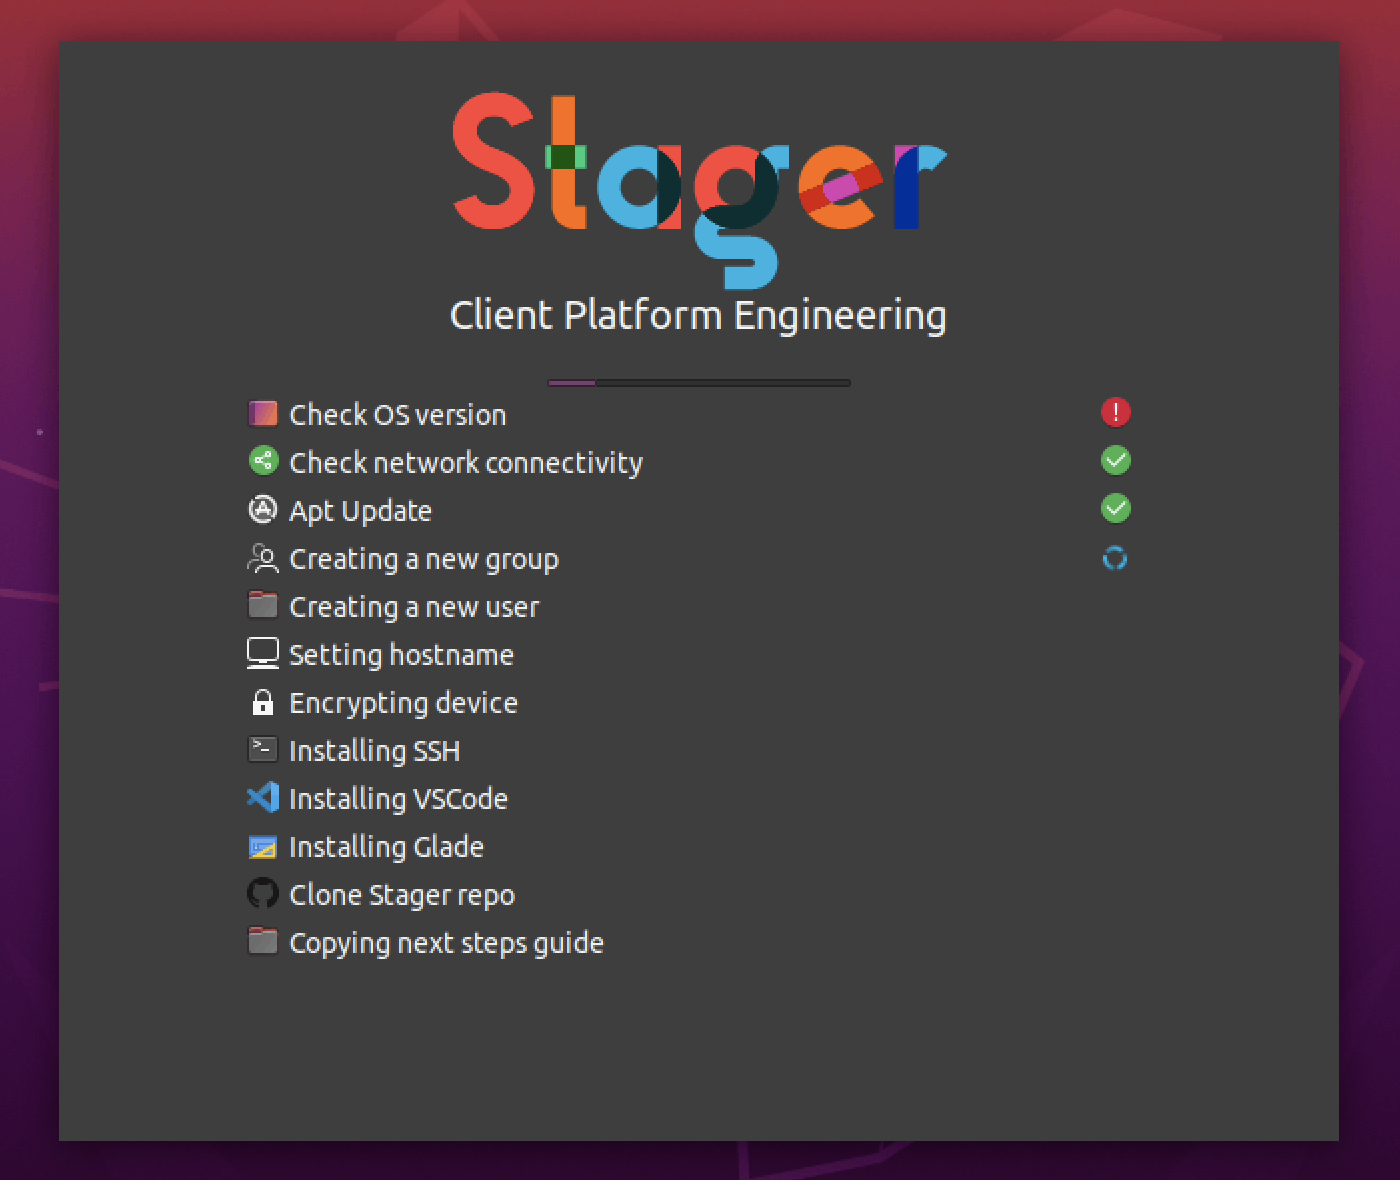 Stager
Client Platform Engineering
Check OS version
Check network connectivity
Apt Update
Creating a new group
Creating a new user
Setting hostname
Encrypting device
Installing SSH
Installing VSCode
Installing Glade
Clone Stager repo
Copying next steps guide